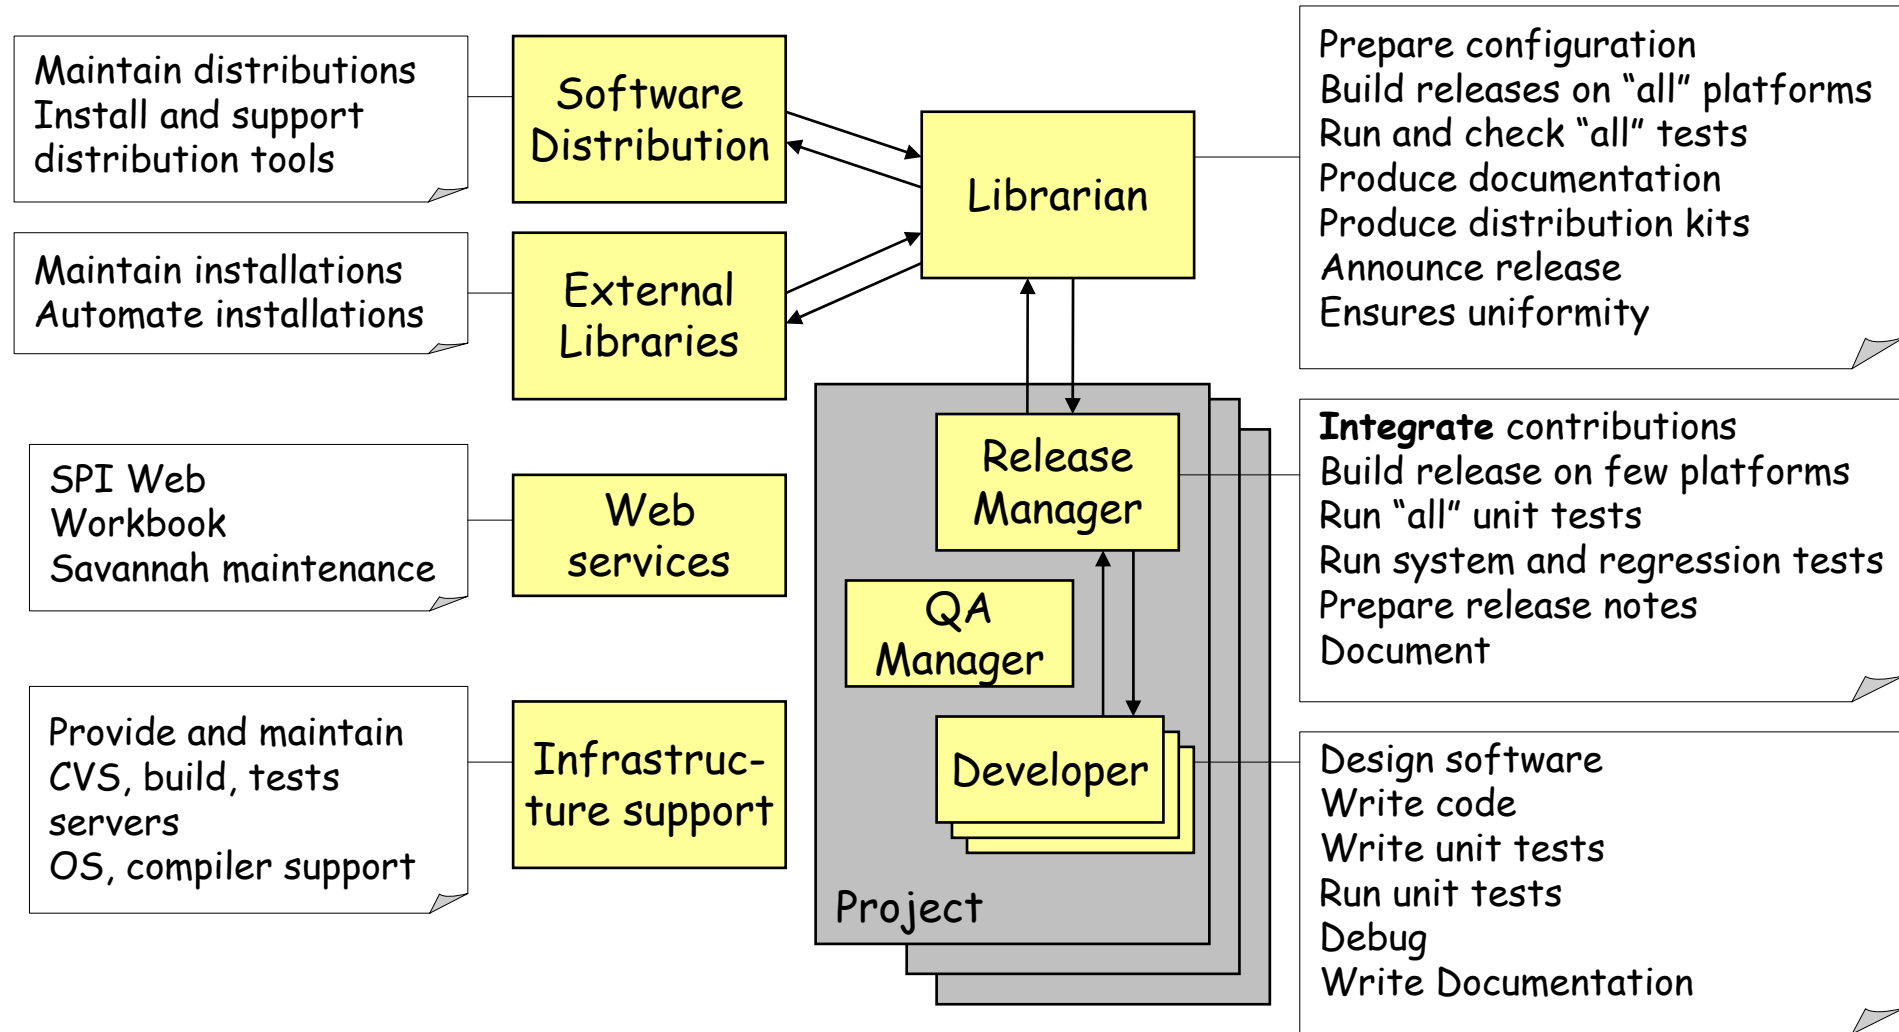 Maintain distributions
Install and support
distribution tools
Software
Distribution
Maintain installations
Automate installations
External
Libraries
SPI Web
Workbook
Savannah maintenance
Web
services
Provide and maintain
CVS, build, tests
servers
OS, compiler support
Infrastruc-
ture support
Librarian
Prepare configuration
Build releases on “all” platforms
Run and check “all” tests
Produce documentation
Produce distribution kits
Announce release
Ensures uniformity
Release
Manager
Integrate contributions
Build release on few platforms
Run “all” unit tests
Run system and regression tests
Prepare release notes
Document
QA
Manager
Developer
Project
Design software
Write code
Write unit tests
Run unit tests
Debug
Write Documentation